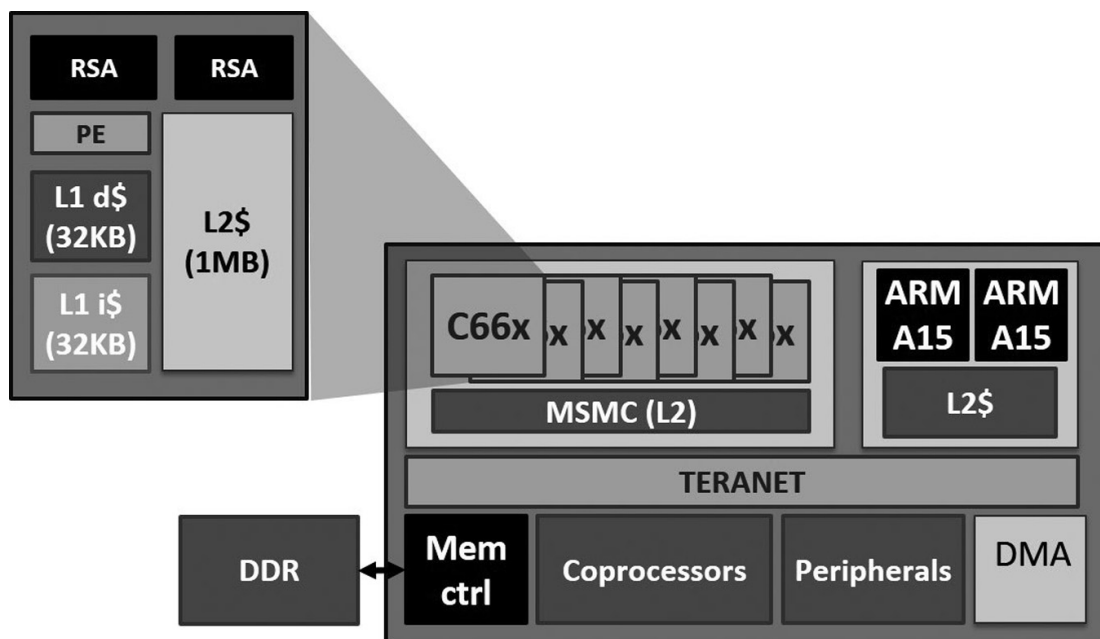 RSA
RSA
PE
L1 d$
(32KB)
L2$
(1MB)
L1 i$
(32KB)
C66x x x x x x x x
MSMC (L2)
ARM
A15
ARM
A15
L2$
TERANET
DDR
Mem
ctrl
Coprocessors
Peripherals
DMA